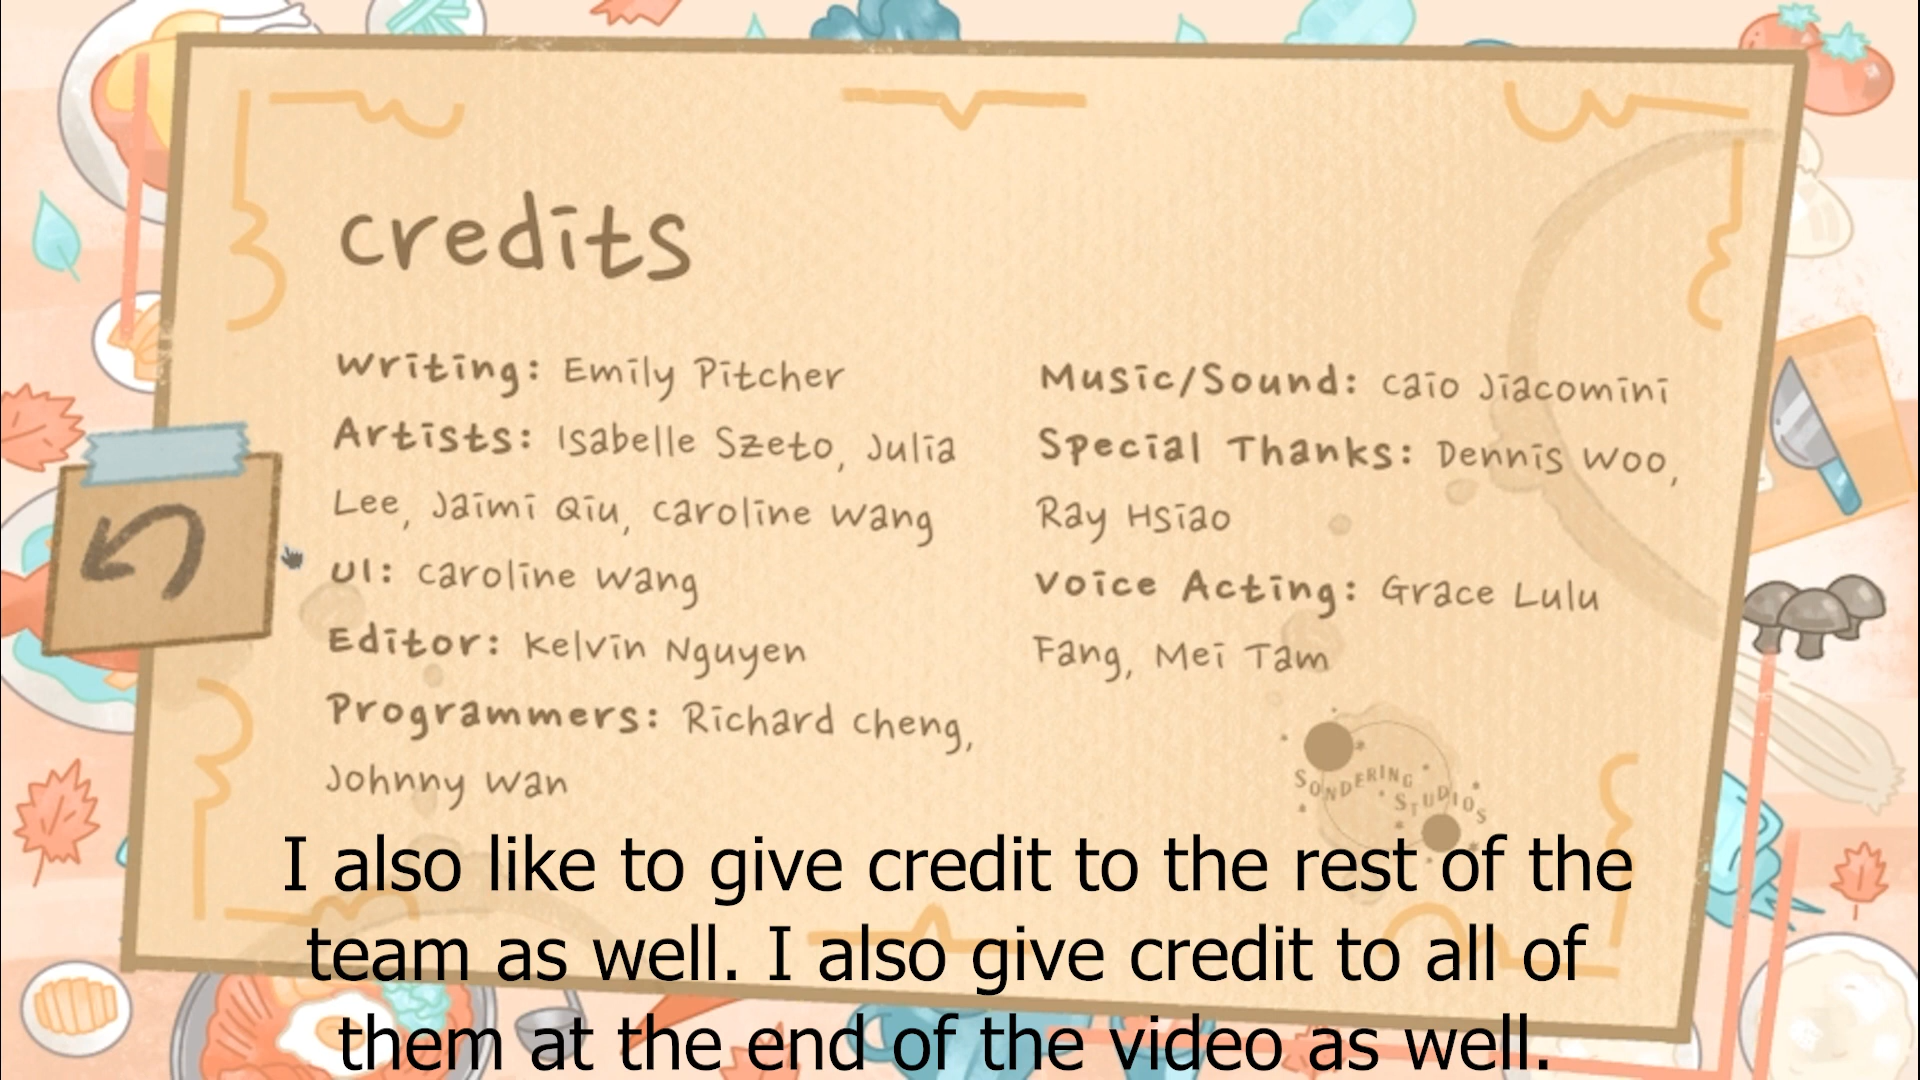 credits
Writing: Emily Pitcher
Artists: Isabelle Szeto, Julia
Lee, Jaimi Qiu, Caroline Wang
UI: Caroline Wang
Editor: Kelvin Nguyen
Programmers: Richard Cheng,
Johnny Wan
Music/Sound: Caio Jiacomini
Special Thanks: Dennis Woo,
Ray Hsiao
Voice Acting: Grace Lulu
Fang, Mei Tam
SONDERING
STUDIOS
I also like to give credit to the rest of the
team as well. I also give credit to all of
them at the end of the video as well.